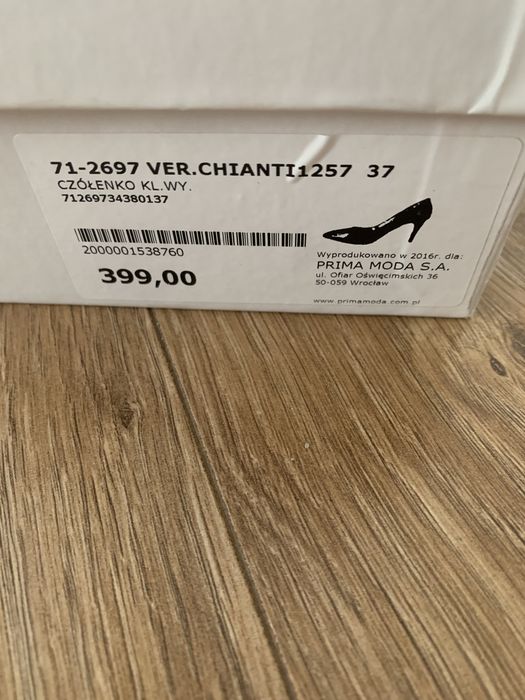 71-2697 VER.CHIANTI1257 37
CZÓŁENKO KL.WY.
71269734380137
2000001538760
399,00
Wyprodukowano w 2016r. dla:
PRIMA MODA S.A.
ul. Ofiar Oświęcimskich 36
50-059 Wrocław
www.primamoda.com.pl